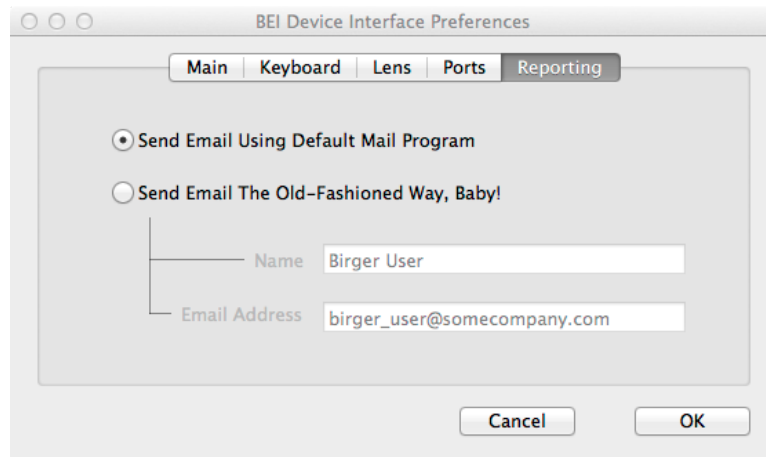 BEI Device Interface Preferences
Main Keyboard Lens Ports Reporting
Send Email Using Default Mail Program
Send Email The Old-Fashioned Way, Baby!
Name Birger User
Email Address birger_user@somecompany.com
Cancel OK